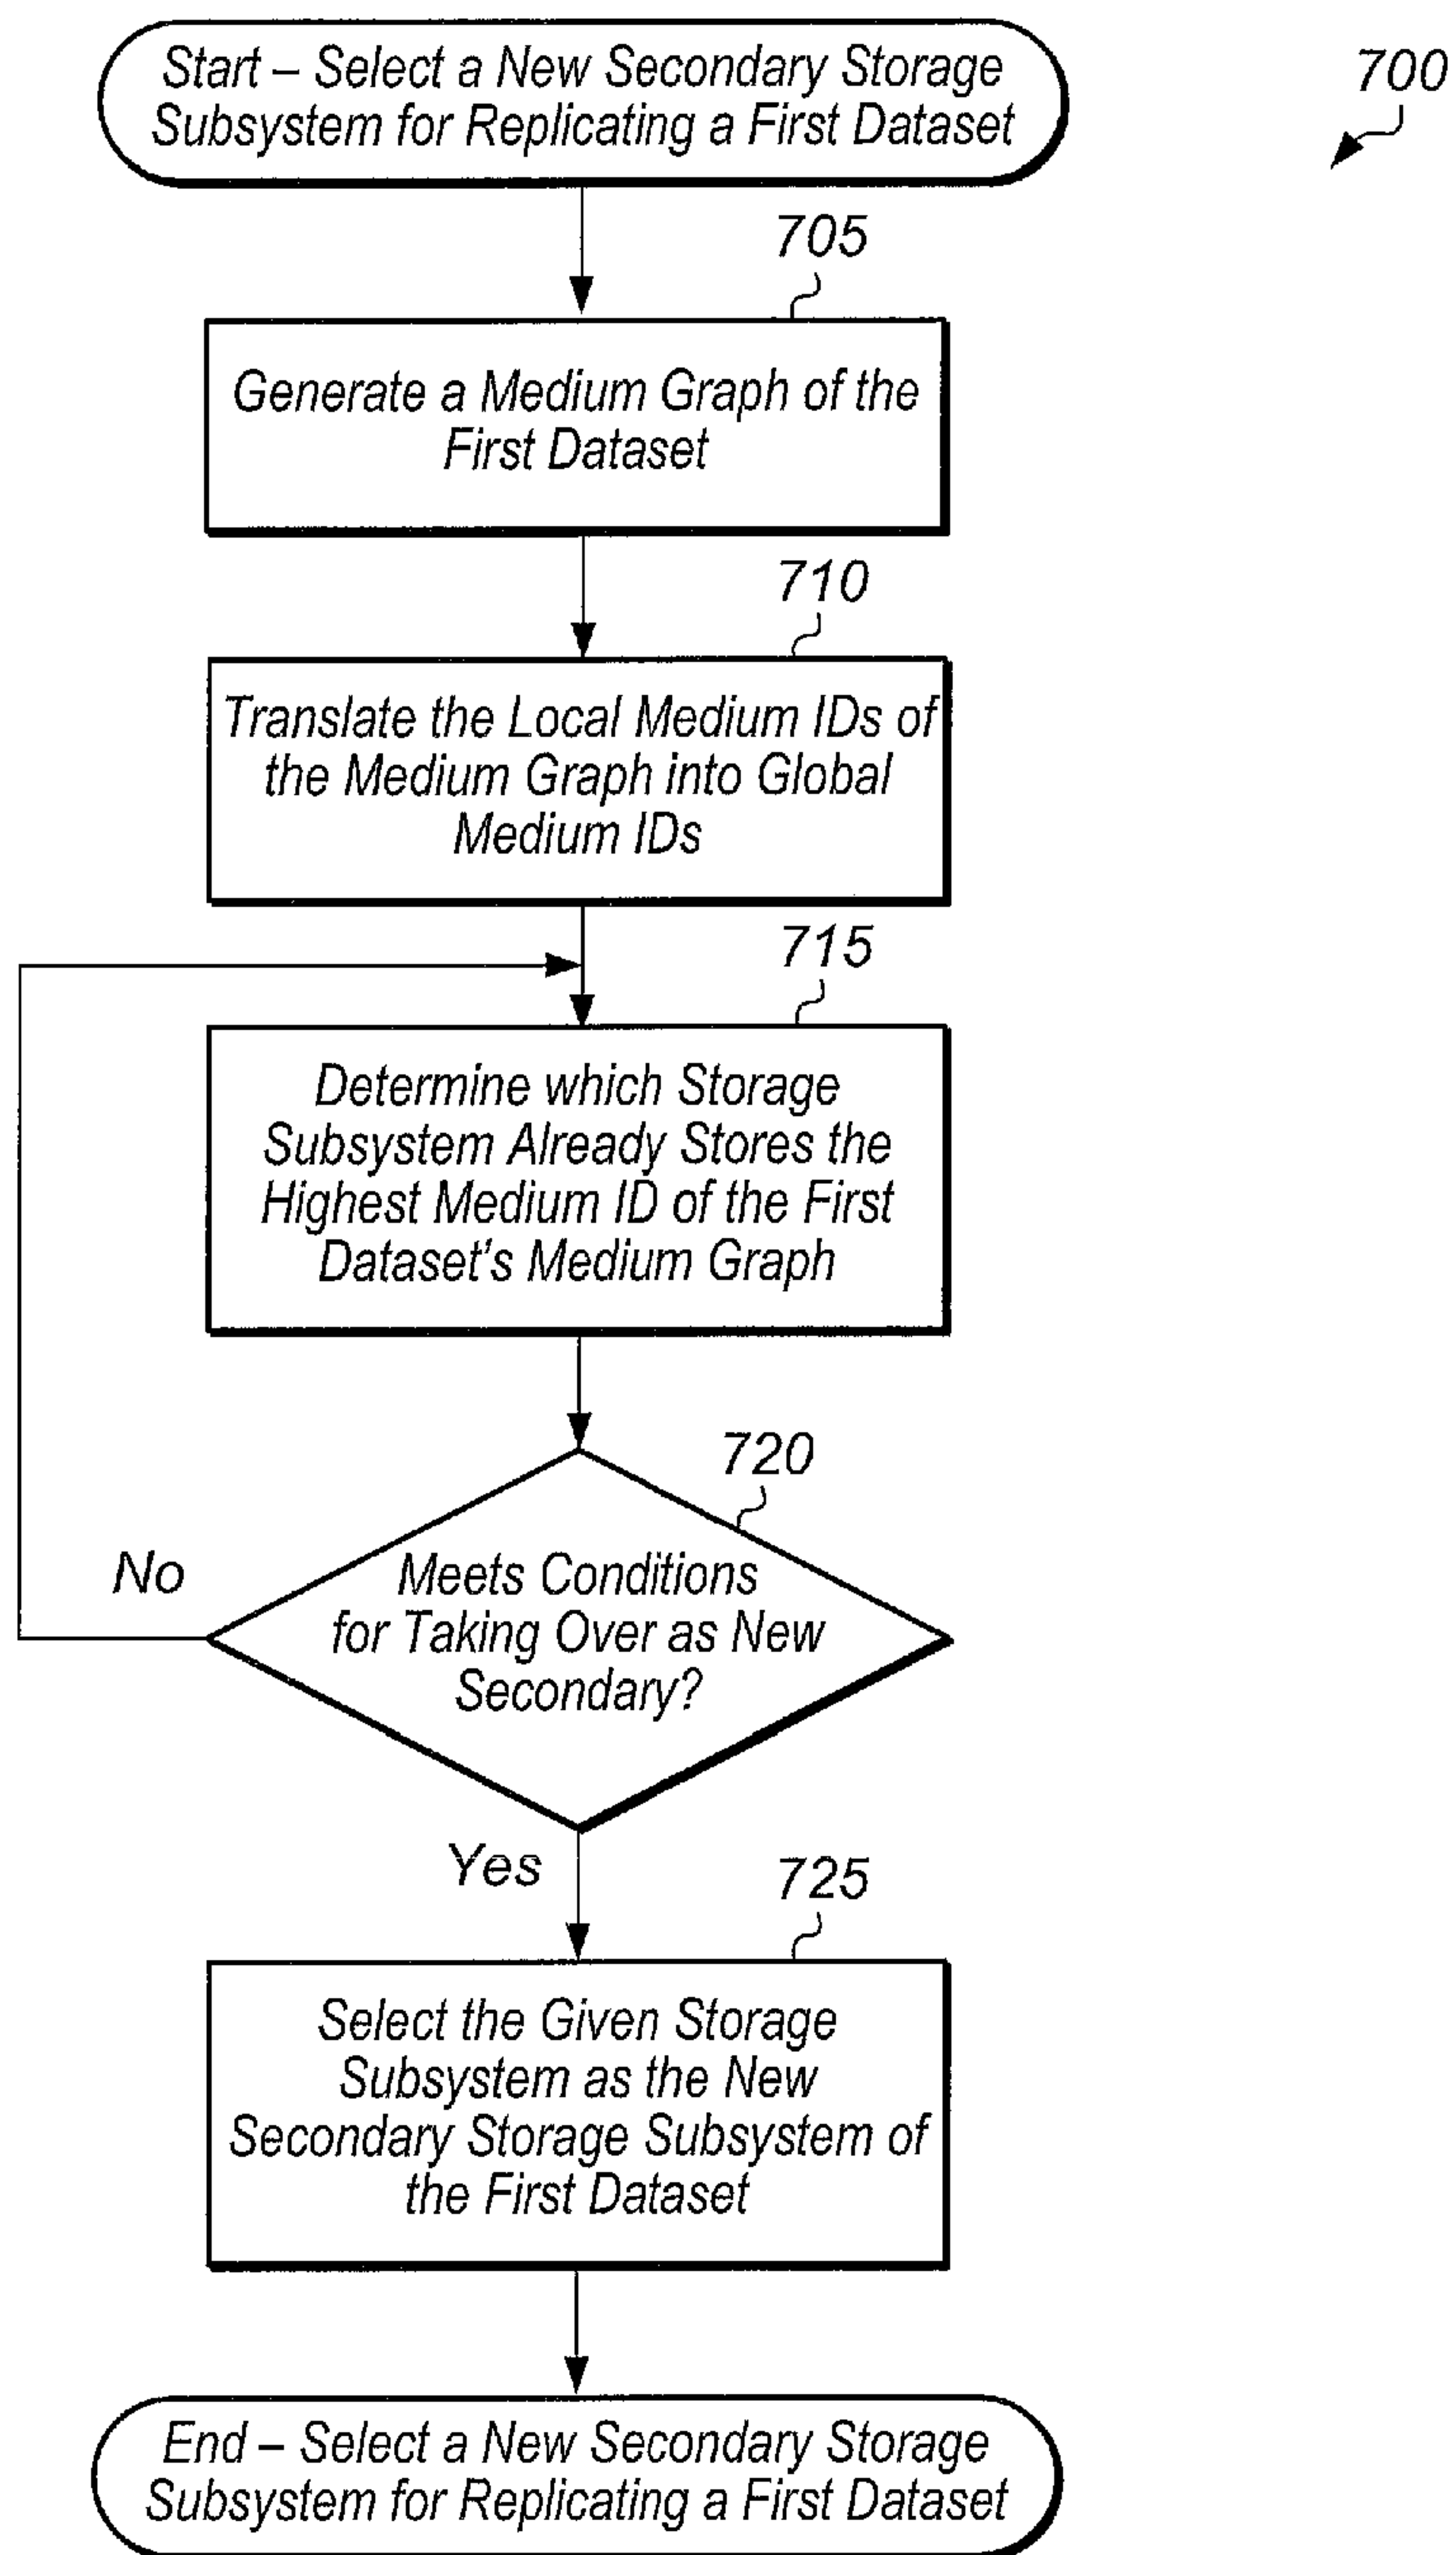 Start – Select a New Secondary Storage
Subsystem for Replicating a First Dataset
700
705
Generate a Medium Graph of the
First Dataset
710
Translate the Local Medium IDs of
the Medium Graph into Global
Medium IDs
715
Determine which Storage
Subsystem Already Stores the
Highest Medium ID of the First
Dataset's Medium Graph
720
No
Meets Conditions
for Taking Over as New
Secondary?
Yes
725
Select the Given Storage
Subsystem as the New
Secondary Storage Subsystem of
the First Dataset
End – Select a New Secondary Storage
Subsystem for Replicating a First Dataset